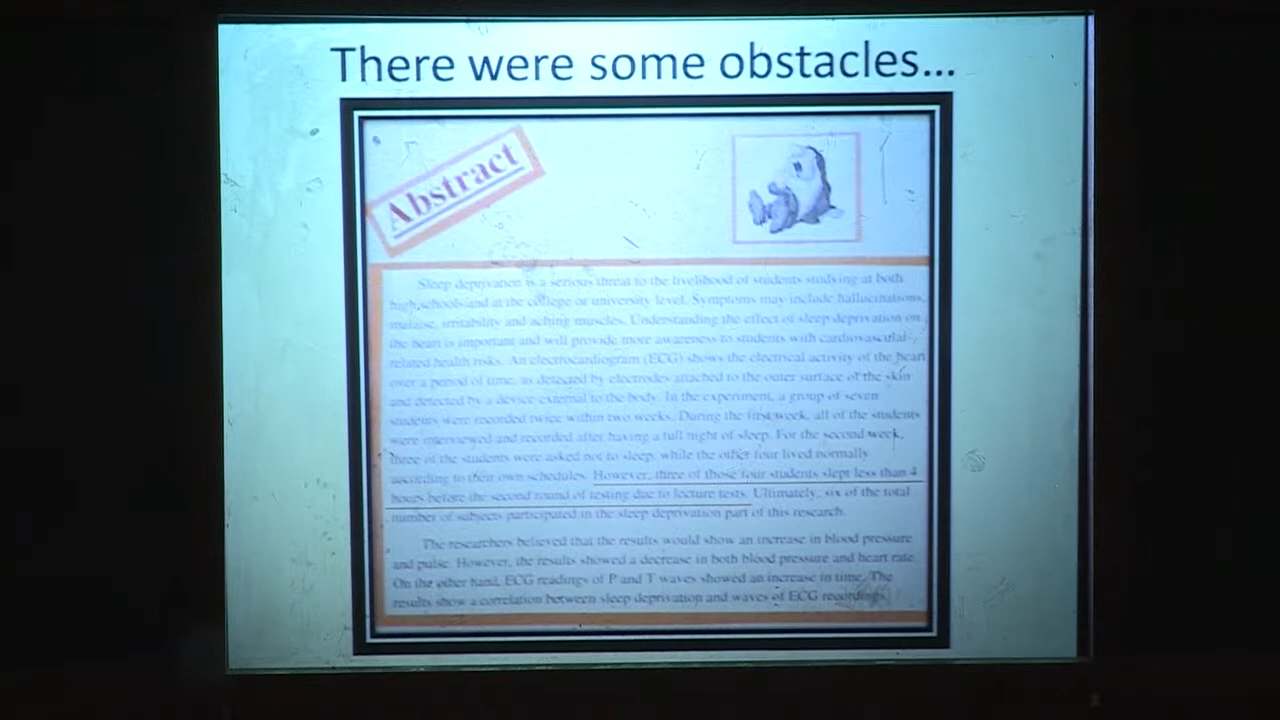 There were some obstacles...
Abstract
Sleep deprivation is a serious threat to the livelihood of students studying at both
high schools and at the college or university level. Symptoms may include hallucinations,
malaise, irritability and aching muscles. Understanding the effect of sleep deprivation on
the heart is important and will provide more awareness to students with cardiovascular-
related health risks. An electrocardiogram (ECG) shows the electrical activity of the heart
over a period of time, as detected by electrodes attached to the outer surface of the skin
and detected by a device external to the body. In the experiment, a group of seven
students were recorded twice within two weeks. During the first week, all of the students
were interviewed and recorded after having a full night of sleep. For the second week,
three of the students were asked not to sleep, while the other four lived normally
according to their own schedules. However, three of those four students slept less than 4
hours before the second round of testing due to lecture tests. Ultimately, six of the total
number of subjects participated in the sleep deprivation part of this research.
The researchers believed that the results would show an increase in blood pressure
and pulse. However, the results showed a decrease in both blood pressure and heart rate.
On the other hand, ECG readings of P and T waves showed an increase in time. The
results show a correlation between sleep deprivation and waves of ECG recordings.